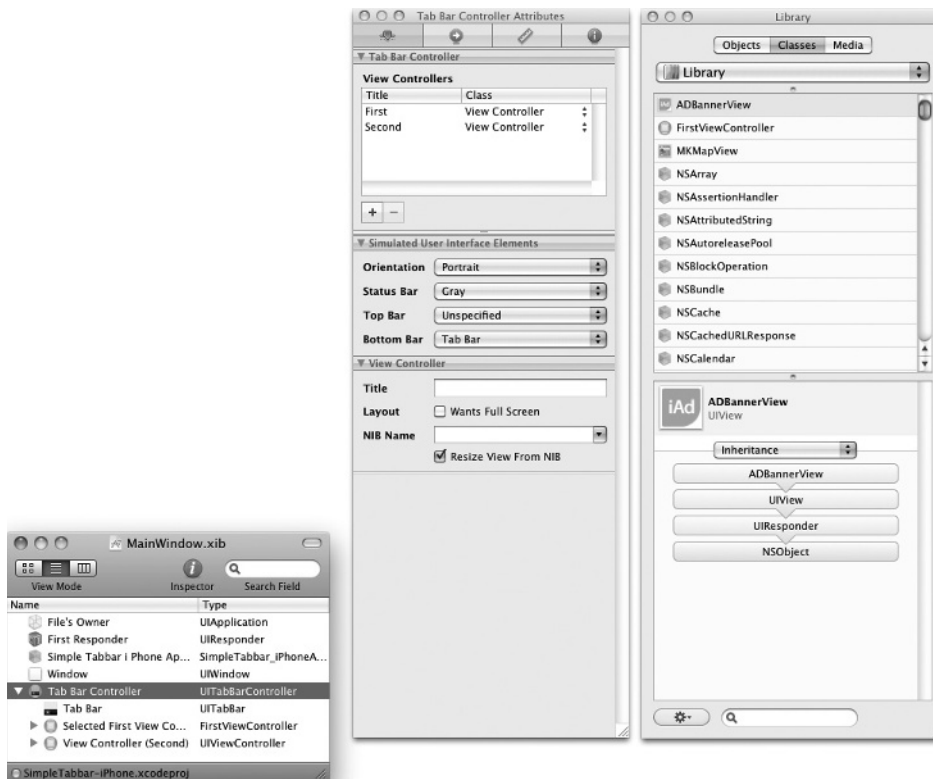 Tab Bar Controller Attributes
Tab Bar Controller
View Controllers
Title Class
First View Controller
Second View Controller
+ −
Simulated User Interface Elements
Orientation Portrait
Status Bar Gray
Top Bar Unspecified
Bottom Bar Tab Bar
View Controller
Title
Layout Wants Full Screen
NIB Name
Resize View From NIB
Library
Objects Classes Media
Library
ADBannerView
FirstViewController
MKMapView
NSArray
NSAssertionHandler
NSAttributedString
NSAutoreleasePool
NSBlockOperation
NSBundle
NSCache
NSCachedURLResponse
NSCalendar
iAd ADBannerView
UIView
Inheritance
ADBannerView
UIView
UIResponder
NSObject
MainWindow.xib
View Mode Inspector Search Field
Name Type
File's Owner UIApplication
First Responder UIResponder
Simple Tabbar i Phone Ap... SimpleTabbar_iPhoneA...
Window UIWindow
Tab Bar Controller UITabBarController
Tab Bar UITabBar
Selected First View Co... FirstViewController
View Controller (Second) UIViewController
SimpleTabbar-iPhone.xcodeproj